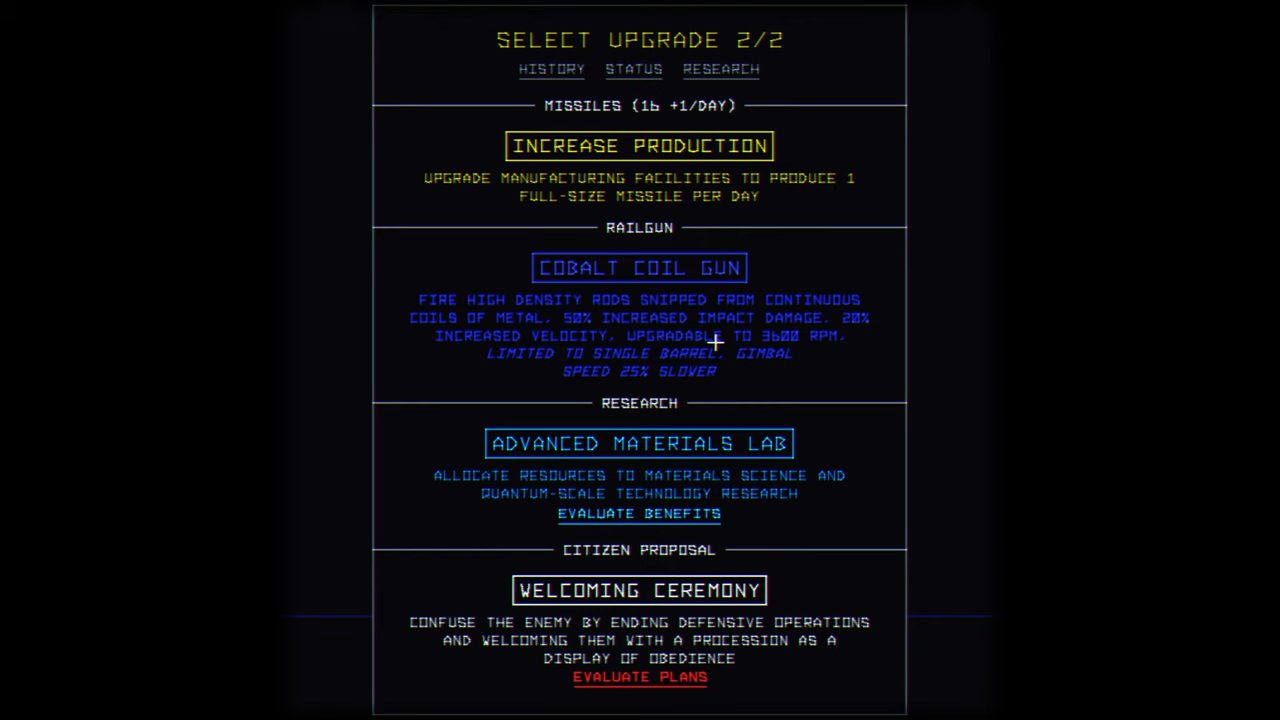 SELECT UPGRADE 2/2
HISTORY STATUS RESEARCH
MISSILES (16 +1/DAY)
INCREASE PRODUCTION
UPGRADE MANUFACTURING FACILITIES TO PRODUCE 1
FULL-SIZE MISSILE PER DAY
RAILGUN
COBALT COIL GUN
FIRE HIGH DENSITY RODS SNIPPED FROM CONTINUOUS
COILS OF METAL. 50% INCREASED IMPACT DAMAGE. 20%
INCREASED VELOCITY. UPGRADABLE TO 3600 RPM.
LIMITED TO SINGLE BARREL. GIMBAL
SPEED 25% SLOWER
RESEARCH
ADVANCED MATERIALS LAB
ALLOCATE RESOURCES TO MATERIALS SCIENCE AND
QUANTUM-SCALE TECHNOLOGY RESEARCH
EVALUATE BENEFITS
CITIZEN PROPOSAL
WELCOMING CEREMONY
CONFUSE THE ENEMY BY ENDING DEFENSIVE OPERATIONS
AND WELCOMING THEM WITH A PROCESSION AS A
DISPLAY OF OBEDIENCE
EVALUATE PLANS